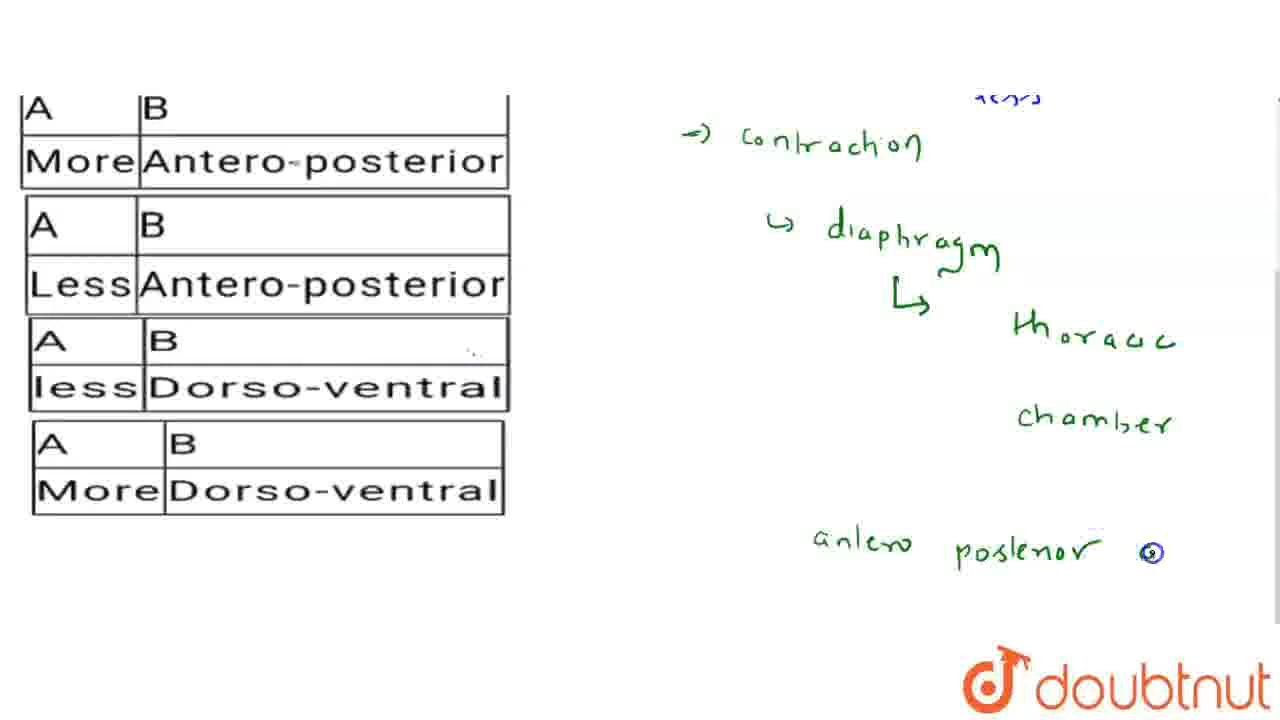 A B
More Antero-posterior
A B
Less Antero-posterior
A B
less Dorso-ventral
A B
More Dorso-ventral
→ contraction
↳ diaphragm
↳ thoracic
chamber
antero posterior
doubtnut